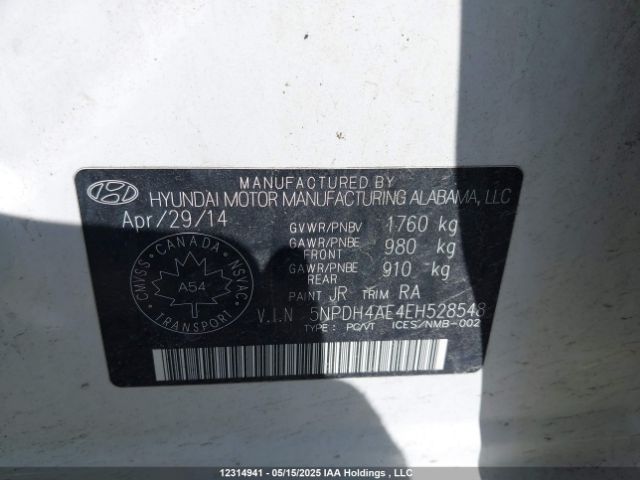 MANUFACTURED BY
HYUNDAI MOTOR MANUFACTURING ALABAMA, LLC
Apr/29/14
GVWR/PNBV 1760 kg
GAWR/PNBE FRONT 980 kg
GAWR/PNBE REAR 910 kg
PAINT JR TRIM RA
CANADA
CMVSS NSVAC
A54
TRANSPORT
V.I.N 5NPDH4AE4EH528548
TYPE : PC/VT ICES/NMB-002
12314941 - 05/15/2025 IAA Holdings , LLC